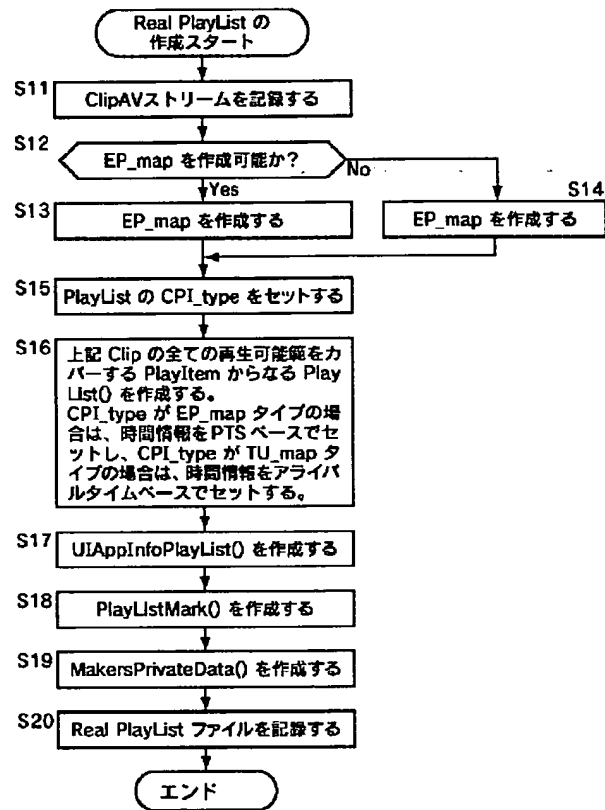 Real PlayList の
作成スタート
S11
ClipAVストリームを記録する
S12
EP_map を作成可能か?
No
Yes
S13
EP_map を作成する
S14
EP_map を作成する
S15
PlayList の CPI_type をセットする
S16
上記 Clip の全ての再生可能範をカ
バーする PlayItem からなる Play
List() を作成する。
CPI_type が EP_map タイプの場
合は、時間情報をPTS ベースでセ
ットし、CPI_type が TU_map タ
イプの場合は、時間情報をアライバ
ルタイムベースでセットする。
S17
UIAppInfoPlayList() を作成する
S18
PlayListMark() を作成する
S19
MakersPrivateData() を作成する
S20
Real PlayList ファイルを記録する
エンド